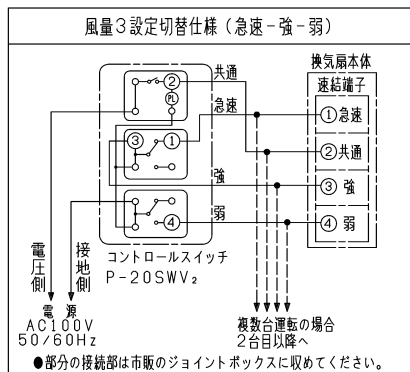 風量3設定切替仕様(急速-強-弱)
共通
急速
強
弱
② 
PL
③ ①
④
コントロールスイッチ
P-20SWV₂
電圧側
接地側
電源
AC100V
50/60Hz
換気扇本体
速結端子
①急速
②共通
③強
④弱
複数台運転の場合
2台目以降へ
●部分の接続部は市販のジョイントボックスに収めてください。